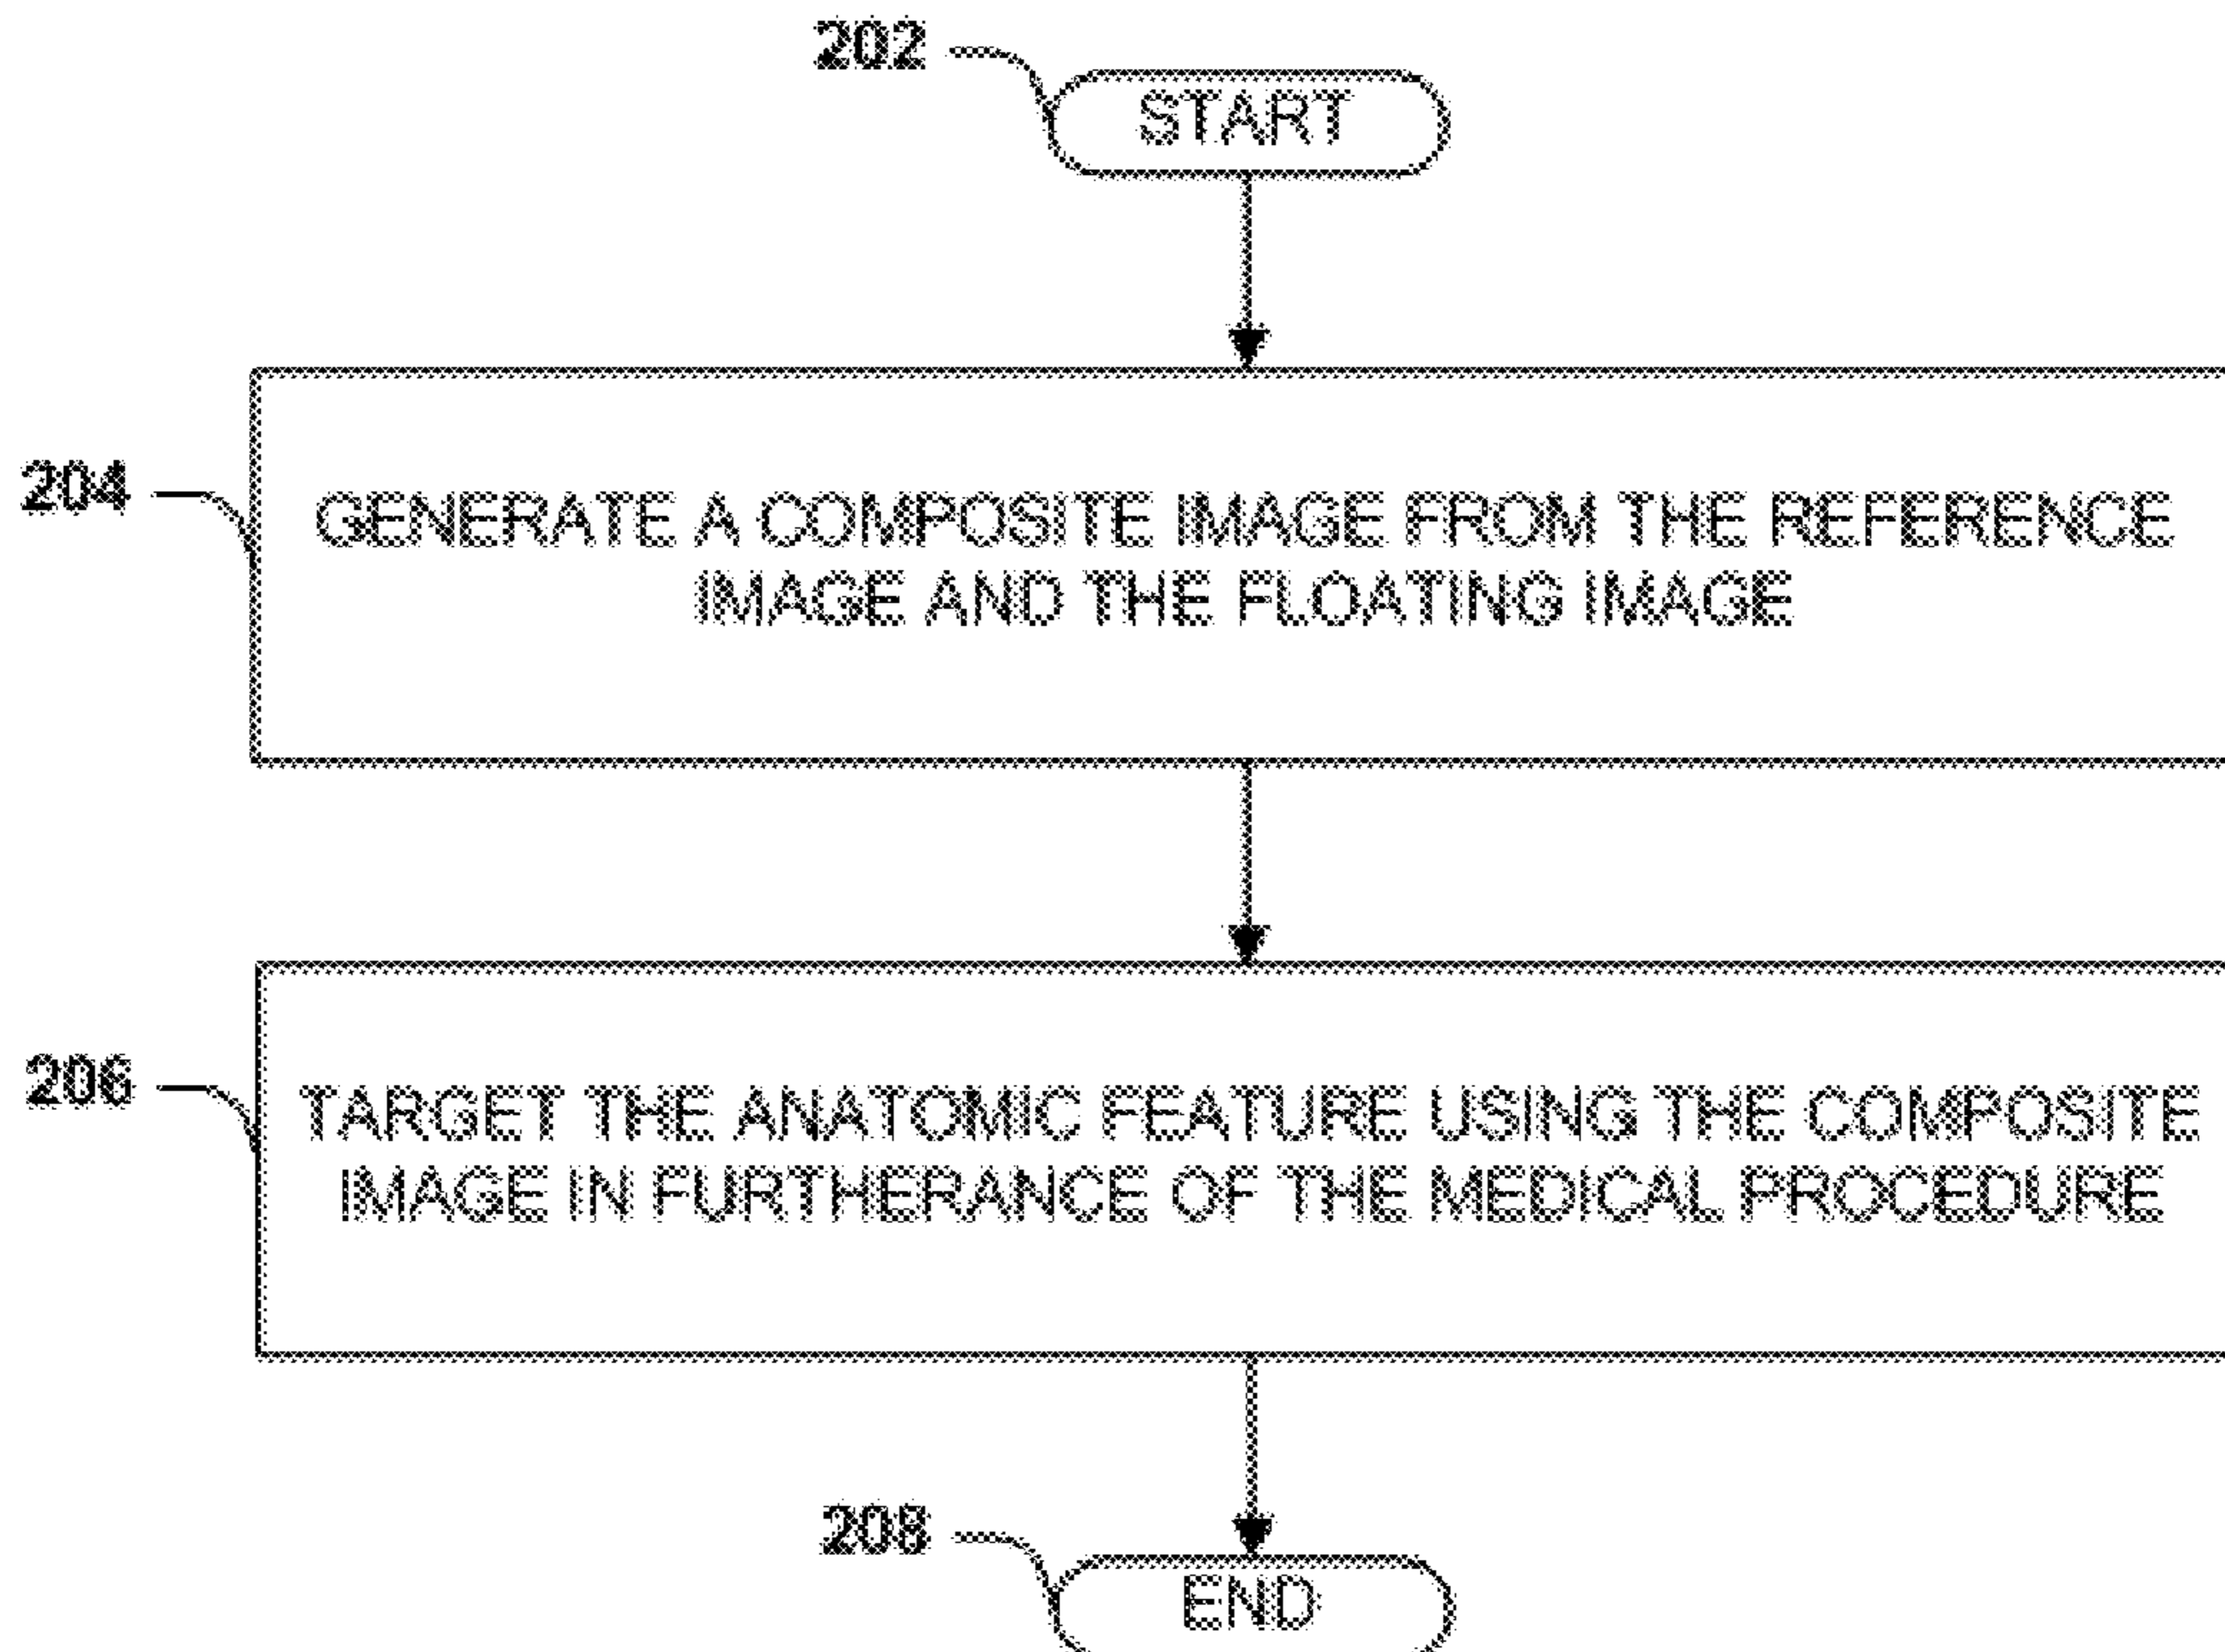 202
START
204
GENERATE A COMPOSITE IMAGE FROM THE REFERENCE
IMAGE AND THE FLOATING IMAGE
206
TARGET THE ANATOMIC FEATURE USING THE COMPOSITE
IMAGE IN FURTHERANCE OF THE MEDICAL PROCEDURE
208
END